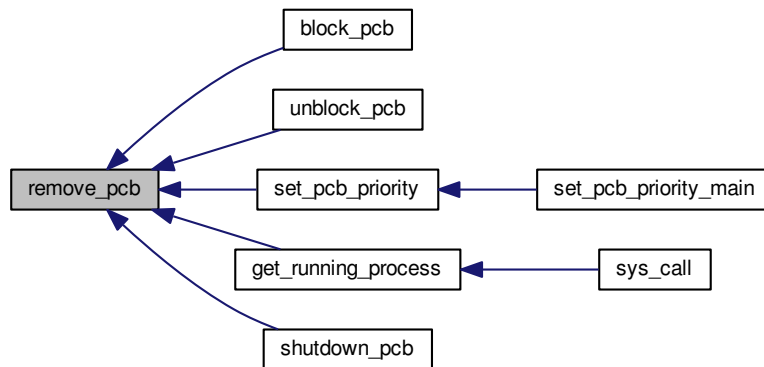 block_pcb
unblock_pcb
remove_pcb
set_pcb_priority
set_pcb_priority_main
get_running_process
sys_call
shutdown_pcb